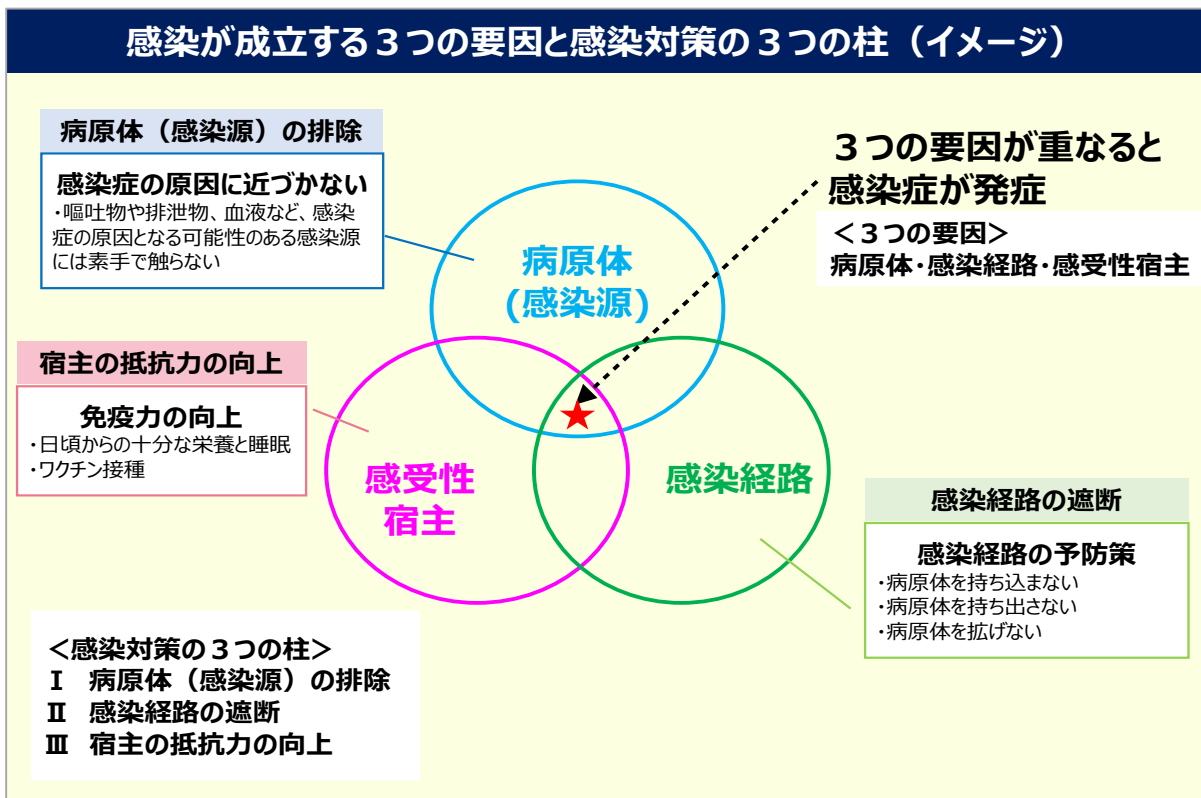 感染が成立する３つの要因と感染対策の３つの柱（イメージ）
病原体（感染源）の排除
感染症の原因に近づかない
・嘔吐物や排泄物、血液など、感染
症の原因となる可能性のある感染源
には素手で触らない
３つの要因が重なると
感染症が発症
＜３つの要因＞
病原体・感染経路・感受性宿主
病原体
(感染源)
宿主の抵抗力の向上
免疫力の向上
・日頃からの十分な栄養と睡眠
・ワクチン接種
感受性
宿主
感染経路
感染経路の遮断
感染経路の予防策
・病原体を持ち込まない
・病原体を持ち出さない
・病原体を拡げない
＜感染対策の３つの柱＞
Ⅰ　病原体（感染源）の排除
Ⅱ　感染経路の遮断
Ⅲ　宿主の抵抗力の向上